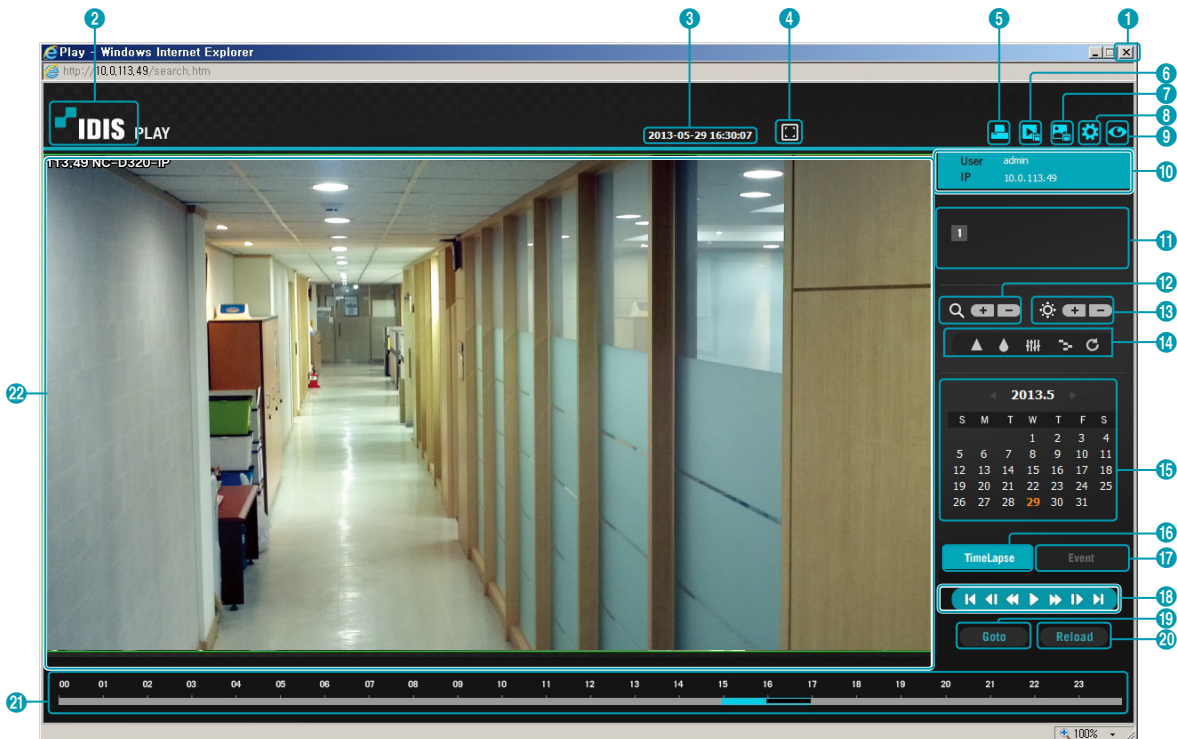 2
3
4
5
1
Play - Windows Internet Explorer
http://10.0.113.49/search.htm
6
7
8
9
IDIS PLAY
2013-05-29 16:30:07
113.49 NC-D320-IP
User admin
IP 10.0.113.49
10
1
11
12
13
14
22
2013.5
S M T W T F S
1 2 3 4
5 6 7 8 9 10 11
12 13 14 15 16 17 18
19 20 21 22 23 24 25
26 27 28 29 30 31
15
16
TimeLapse
Event
17
18
19
Goto
Reload
20
00 01 02 03 04 05 06 07 08 09 10 11 12 13 14 15 16 17 18 19 20 21 22 23
21
100%